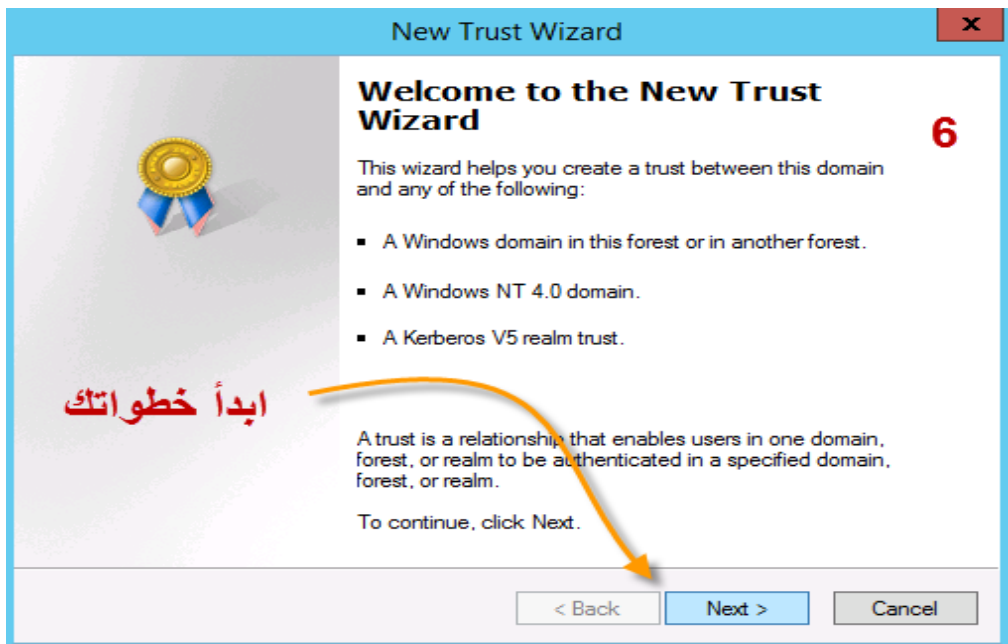 New Trust Wizard
x
Welcome to the New Trust
Wizard
6
This wizard helps you create a trust between this domain
and any of the following:
▪ A Windows domain in this forest or in another forest.
▪ A Windows NT 4.0 domain.
▪ A Kerberos V5 realm trust.
ابدأ خطواتك
A trust is a relationship that enables users in one domain,
forest, or realm to be authenticated in a specified domain,
forest, or realm.
To continue, click Next.
< Back Next > Cancel